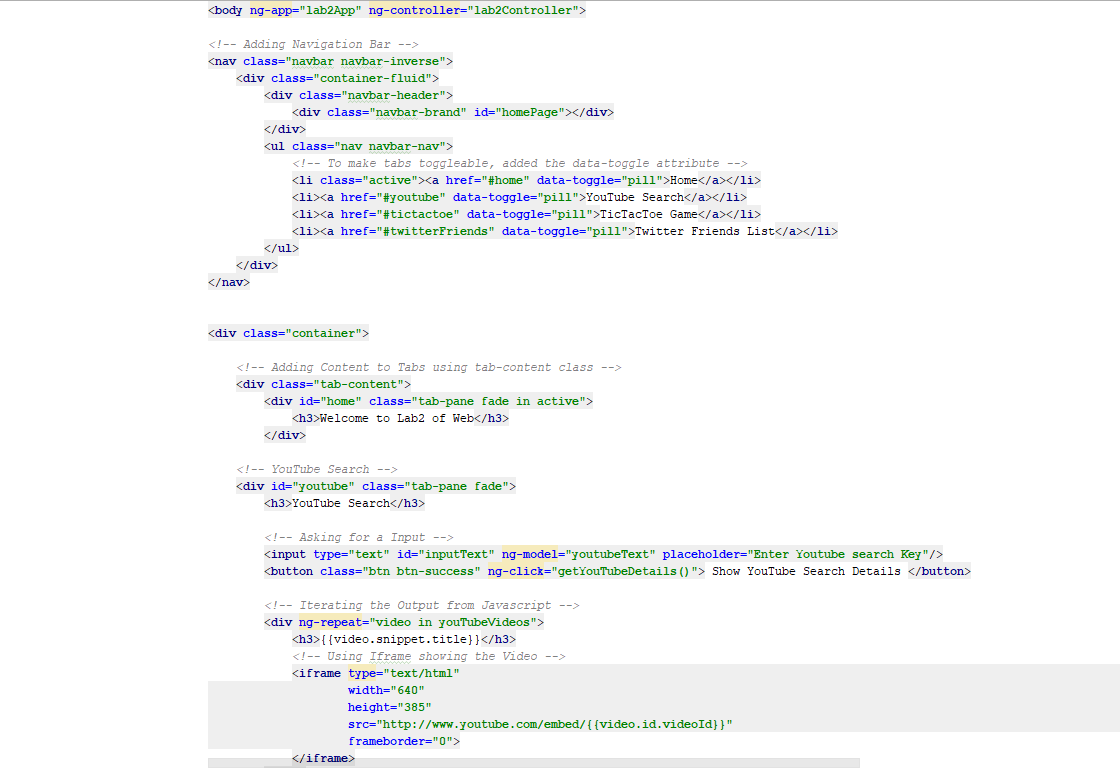 <body ng-app="lab2App" ng-controller="lab2Controller">
<!-- Adding Navigation Bar -->
<nav class="navbar navbar-inverse">
<div class="container-fluid">
<div class="navbar-header">
<div class="navbar-brand" id="homePage"></div>
</div>
<ul class="nav navbar-nav">
<!-- To make tabs toggleable, added the data-toggle attribute -->
<li class="active"><a href="#home" data-toggle="pill">Home</a></li>
<li><a href="#youtube" data-toggle="pill">YouTube Search</a></li>
<li><a href="#tictactoe" data-toggle="pill">TicTacToe Game</a></li>
<li><a href="#twitterFriends" data-toggle="pill">Twitter Friends List</a></li>
</ul>
</div>
</nav>
<div class="container">
<!-- Adding Content to Tabs using tab-content class -->
<div class="tab-content">
<div id="home" class="tab-pane fade in active">
<h3>Welcome to Lab2 of Web</h3>
</div>
<!-- YouTube Search -->
<div id="youtube" class="tab-pane fade">
<h3>YouTube Search</h3>
<!-- Asking for a Input -->
<input type="text" id="inputText" ng-model="youtubeText" placeholder="Enter Youtube search Key"/>
<button class="btn btn-success" ng-click="getYouTubeDetails()"> Show YouTube Search Details </button>
<!-- Iterating the Output from Javascript -->
<div ng-repeat="video in youTubeVideos">
<h3>{{video.snippet.title}}</h3>
<!-- Using Iframe showing the Video -->
<iframe type="text/html"
width="640"
height="385"
src="http://www.youtube.com/embed/{{video.id.videoId}}"
frameborder="0">
</iframe>